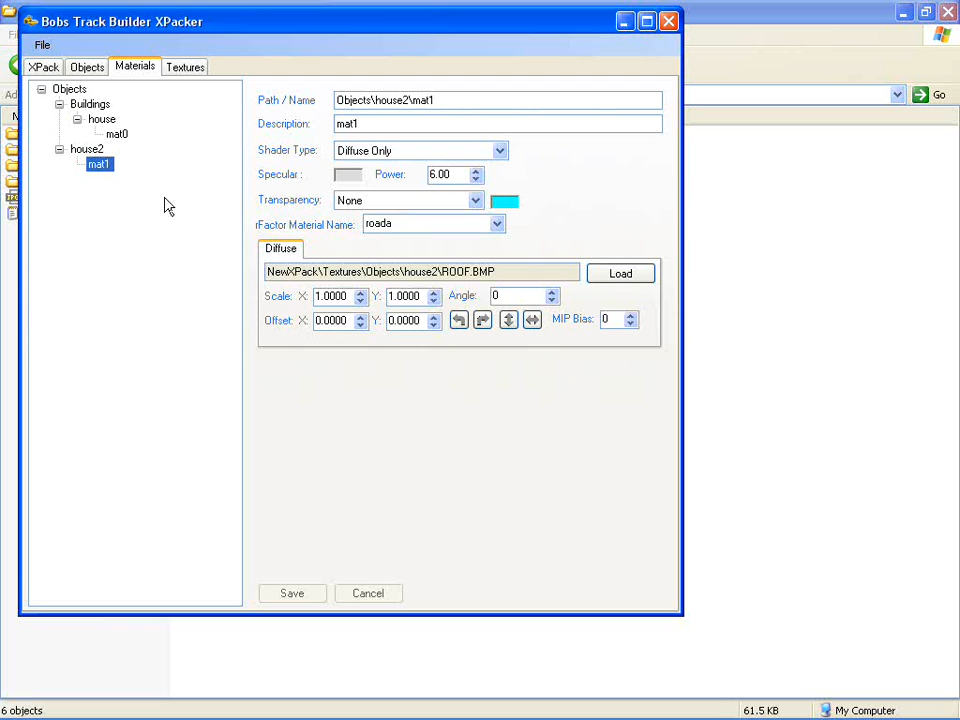 Bobs Track Builder XPacker
File
XPack Objects Materials Textures
Objects
Buildings
house
mat0
house2
mat1
Path / Name Objects\house2\mat1
Description: mat1
Shader Type: Diffuse Only
Specular : Power: 6.00
Transparency: None
rFactor Material Name: roada
Diffuse
NewXPack\Textures\Objects\house2\ROOF.BMP Load
Scale: X: 1.0000 Y: 1.0000 Angle: 0
Offset: X: 0.0000 Y: 0.0000 MIP Bias: 0
Save Cancel
Go
6 objects 61.5 KB My Computer